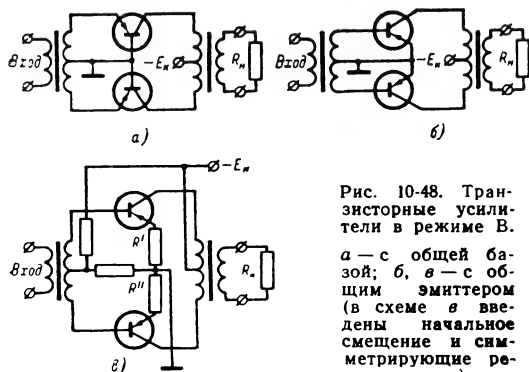 Вход
−Eк
Rн
а)
Вход
−Eк
Rн
б)
−Eк
Вход
R'
R"
Rн
в)
Рис. 10-48. Тран-
зисторные усили-
тели в режиме В.
а — с общей ба-
зой; б, в — с об-
щим эмиттером
(в схеме в вве-
дены начальное
смещение и сим-
метрирующие ре-